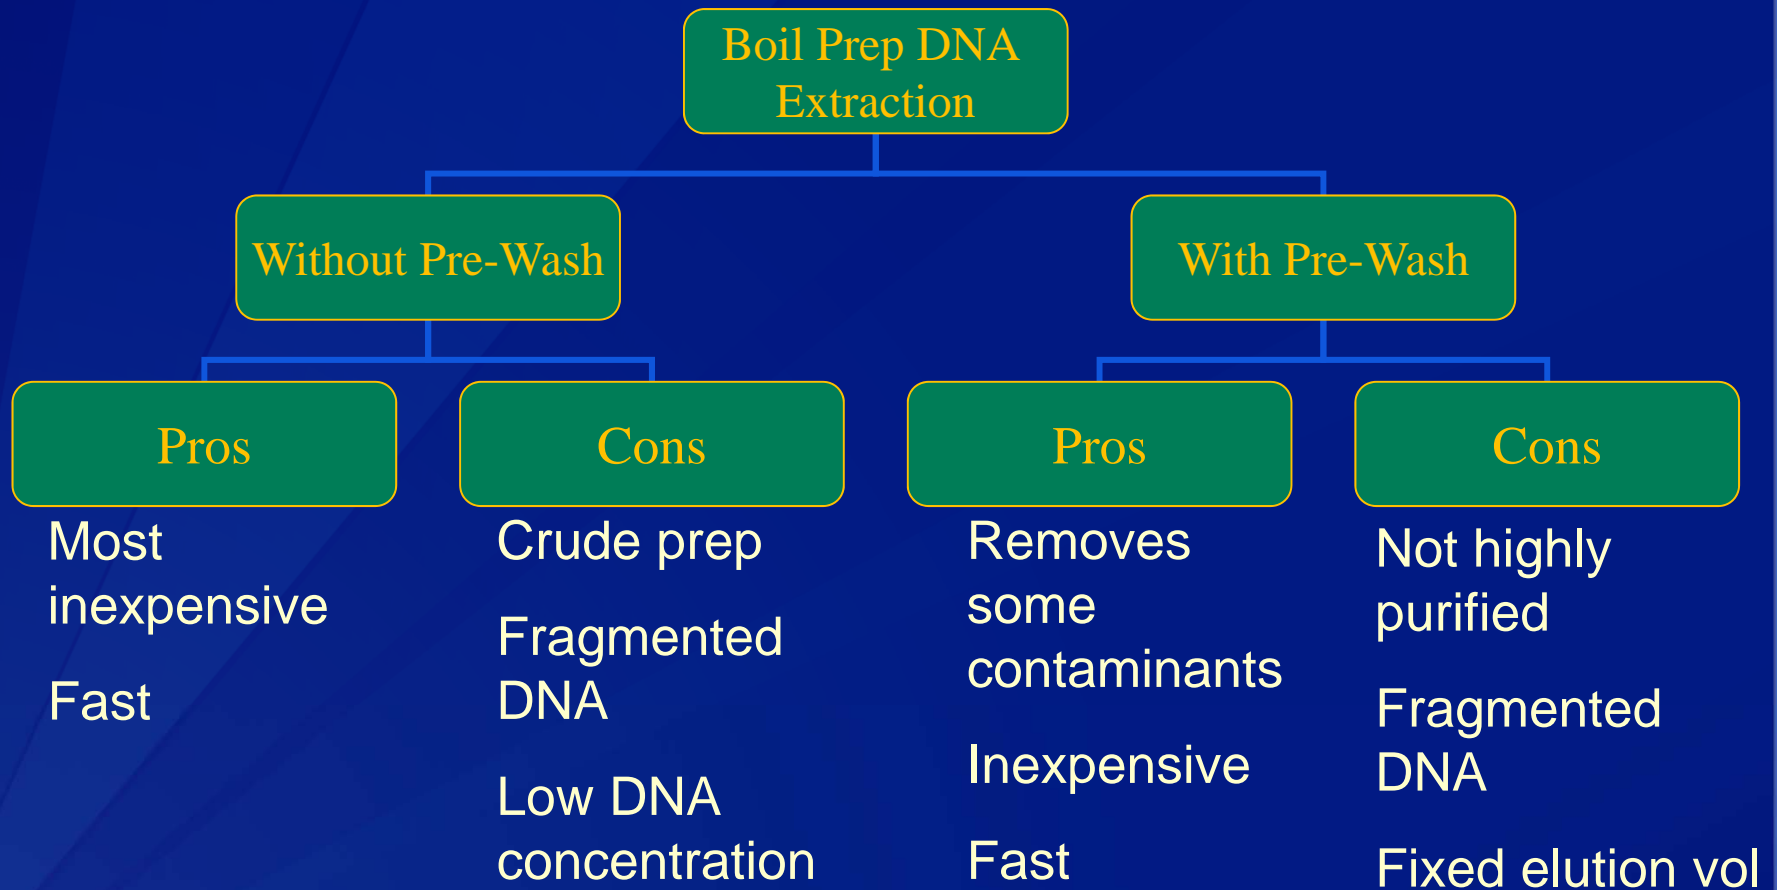 Boil Prep DNA
Extraction
Without Pre-Wash
With Pre-Wash
Pros
Cons
Pros
Cons
Most
inexpensive
Fast
Crude prep
Fragmented
DNA
Low DNA
concentration
Removes
some
contaminants
Inexpensive
Fast
Not highly
purified
Fragmented
DNA
Fixed elution vol